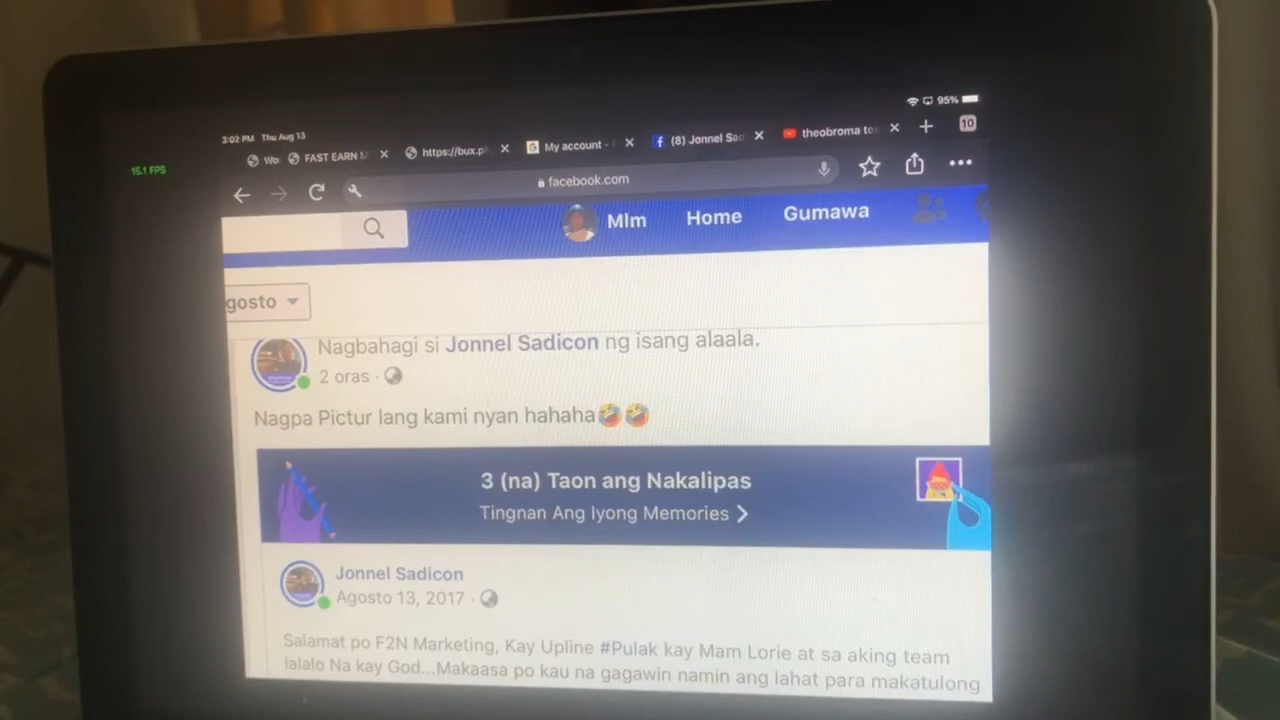 3:02 PM Thu Aug 13
95%
15.1 FPS
Wo
FAST EARN
https://bux.p
My account -
(8) Jonnel Sad
theobroma te
10
facebook.com
Mlm Home Gumawa
gosto
Nagbahagi si Jonnel Sadicon ng isang alaala.
2 oras ·
Nagpa Pictur lang kami nyan hahaha🤣🤣
3 (na) Taon ang Nakalipas
Tingnan Ang Iyong Memories
Jonnel Sadicon
Agosto 13, 2017 ·
Salamat po F2N Marketing, Kay Upline #Pulak kay Mam Lorie at sa aking team
lalalo Na kay God...Makaasa po kau na gagawin namin ang lahat para makatulong